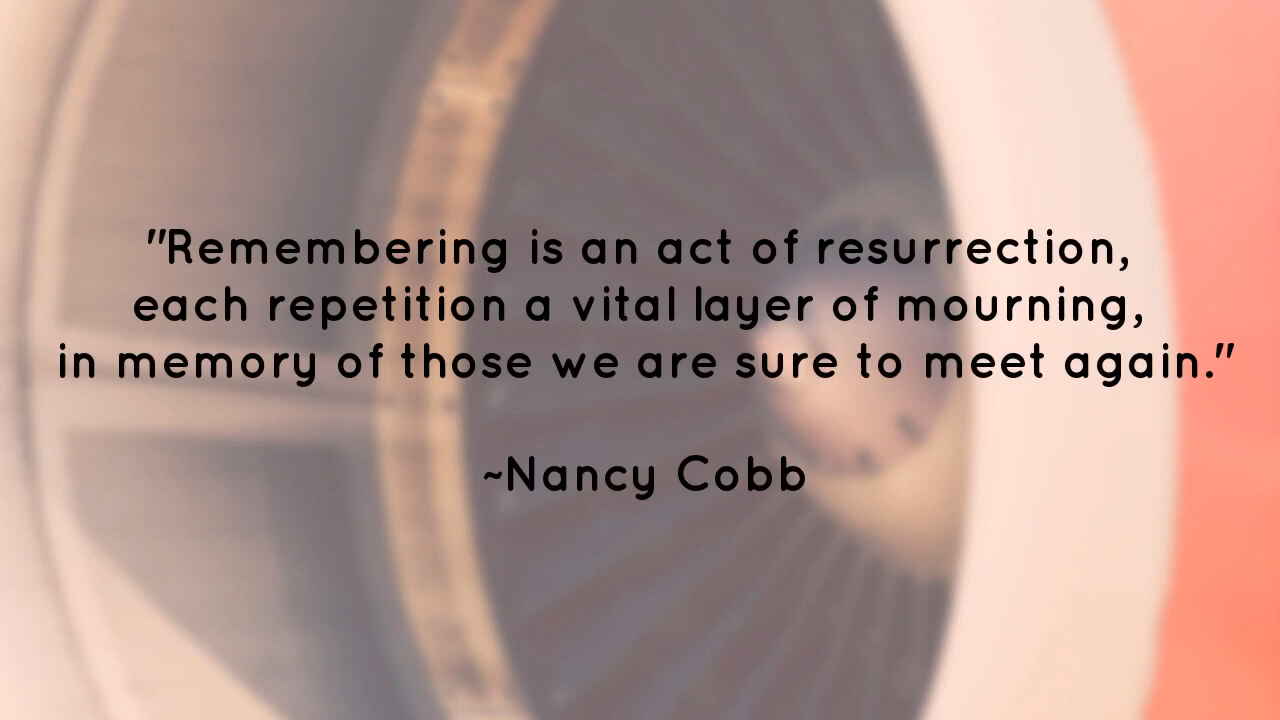 "Remembering is an act of resurrection,
each repetition a vital layer of mourning,
in memory of those we are sure to meet again."
~Nancy Cobb